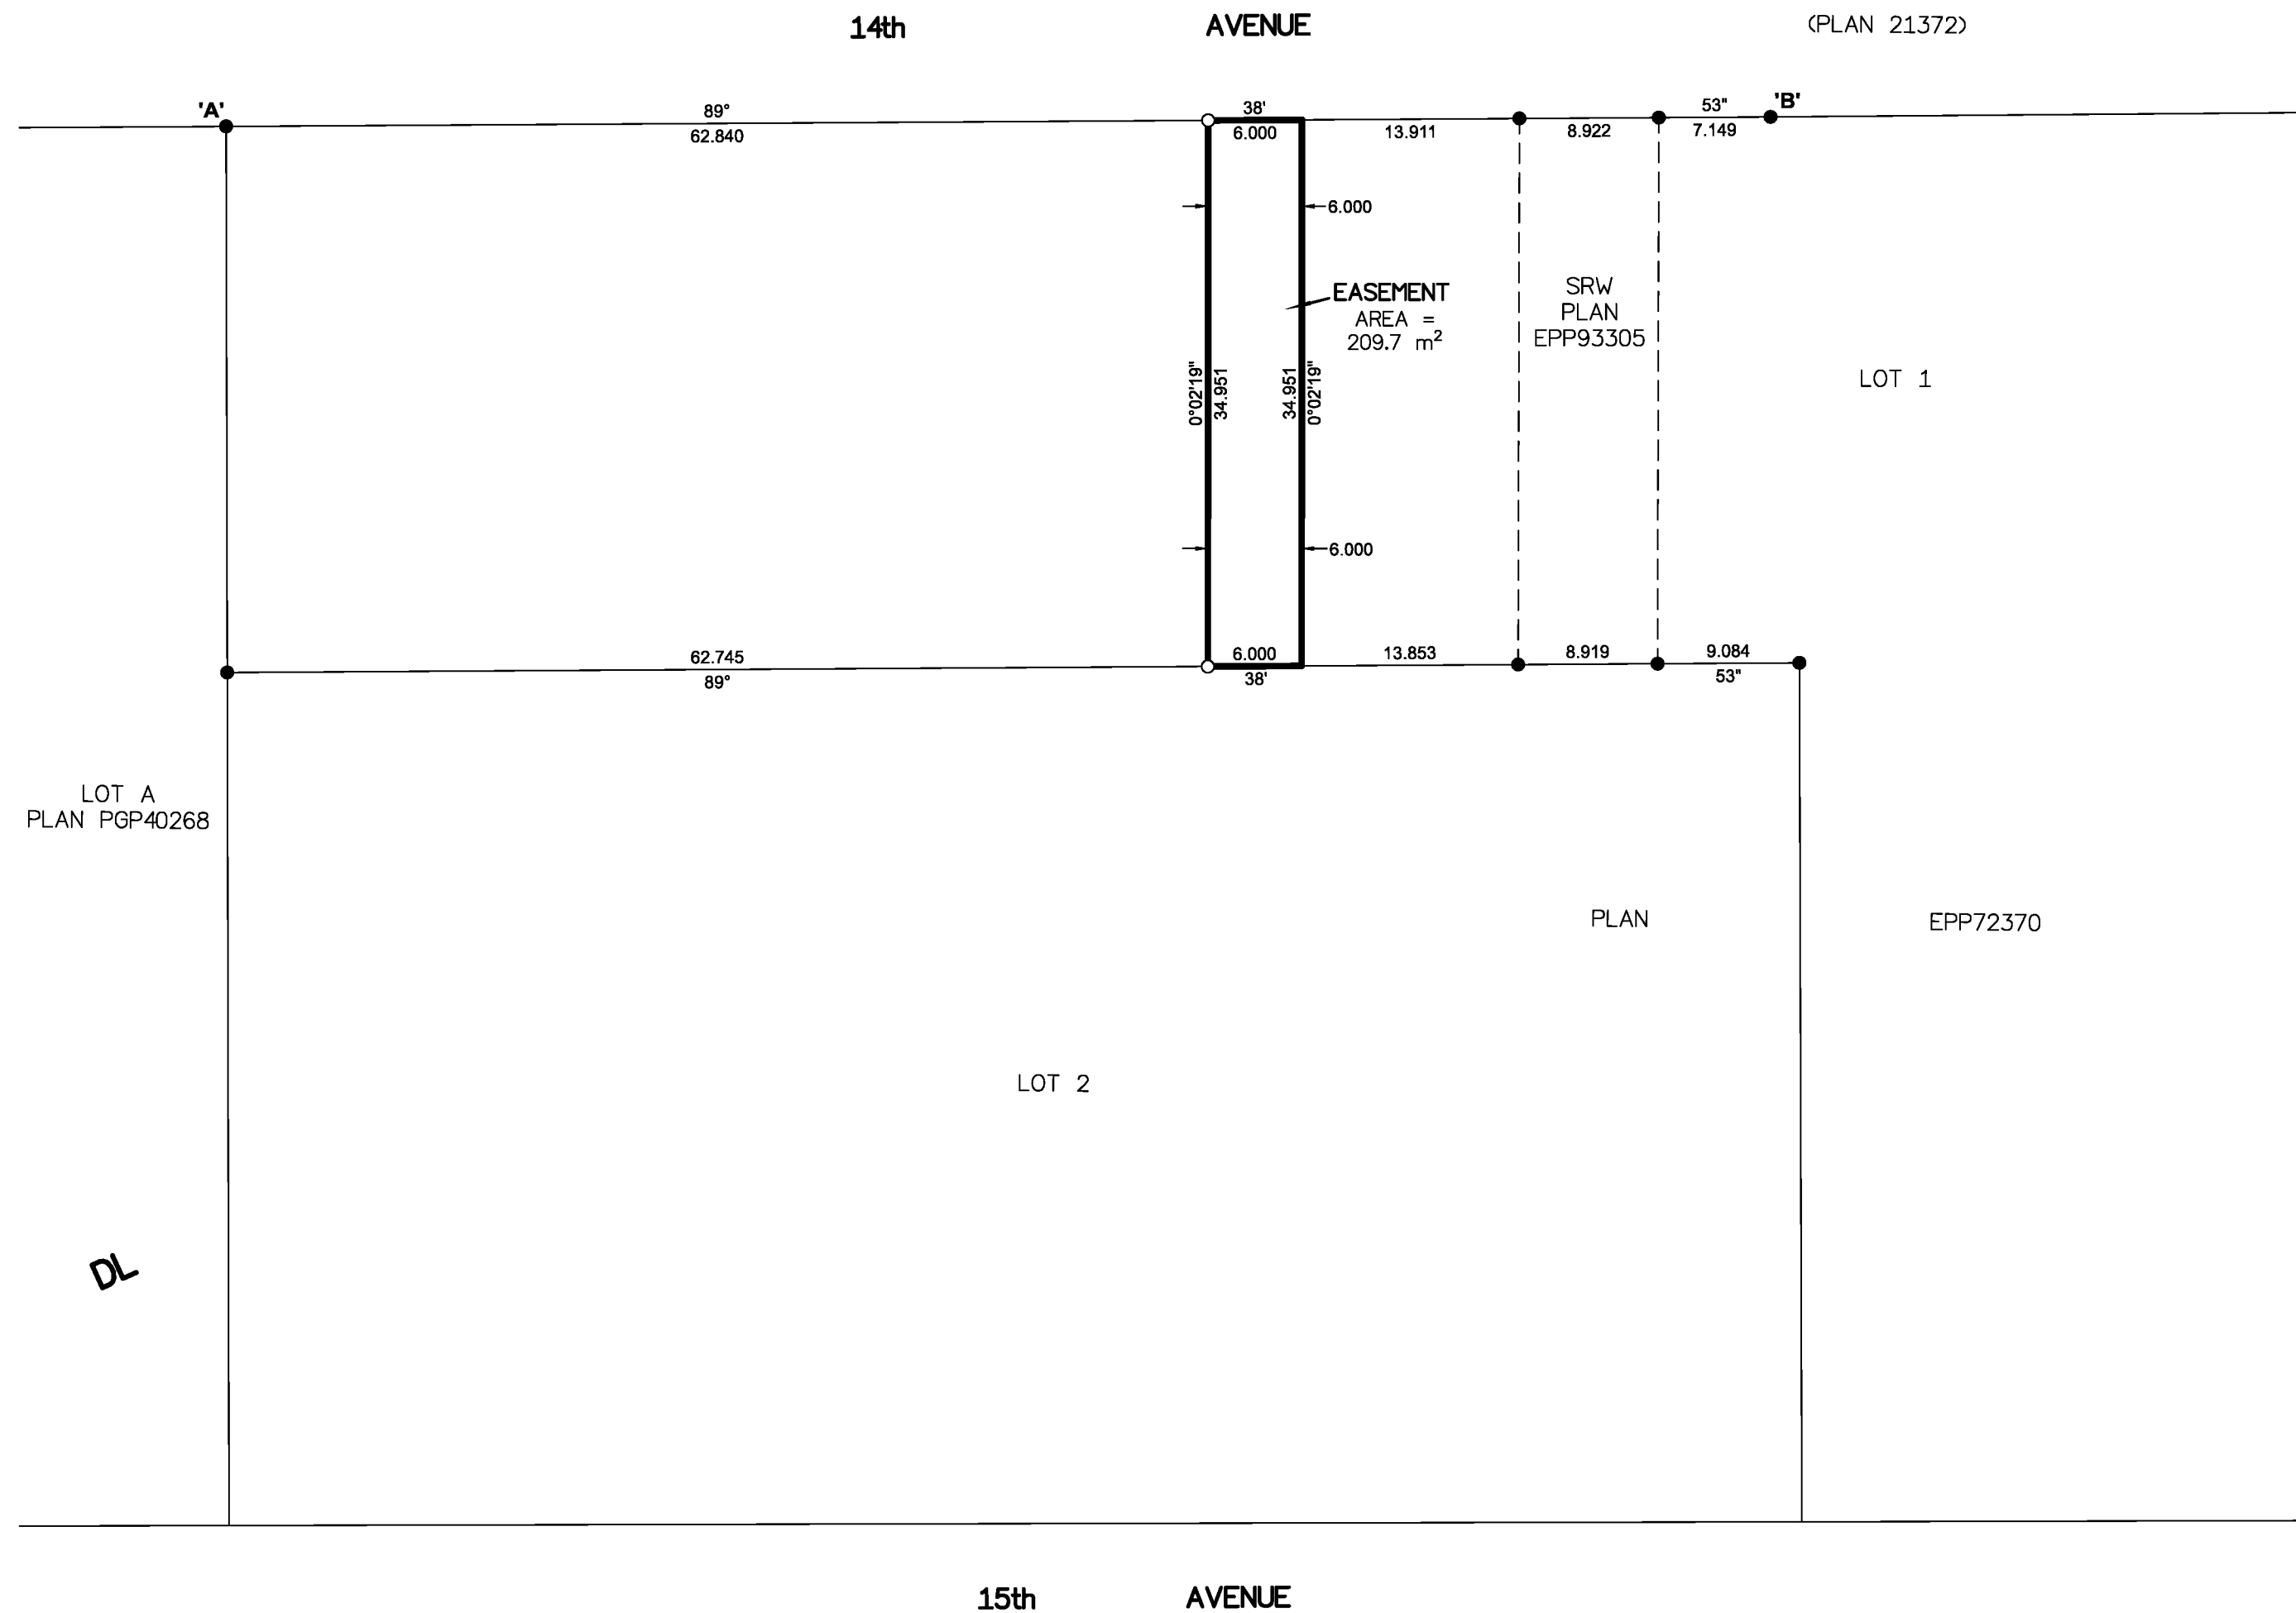 14th AVENUE (PLAN 21372)
'A' 89° 38' 53" 'B'
62.840 6.000 13.911 8.922 7.149
6.000
EASEMENT
AREA =
209.7 m²
SRW
PLAN
EPP93305
LOT 1
0°02'19"
34.951
34.951
0°02'19"
6.000
62.745 6.000 13.853 8.919 9.084
89° 38' 53"
LOT A
PLAN PGP40268
PLAN EPP72370
LOT 2
DL
15th AVENUE